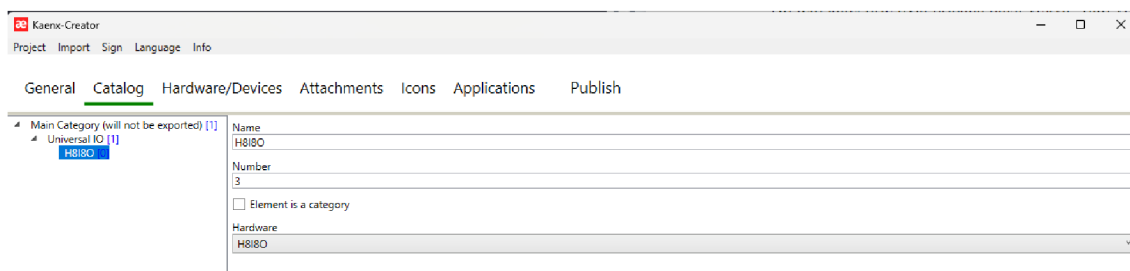 Kaenx-Creator
Project Import Sign Language Info
General Catalog Hardware/Devices Attachments Icons Applications Publish
Main Category (will not be exported) [1]
Universal IO [1]
H8I8O [0]
Name
H8I8O
Number
3
Element is a category
Hardware
H8I8O